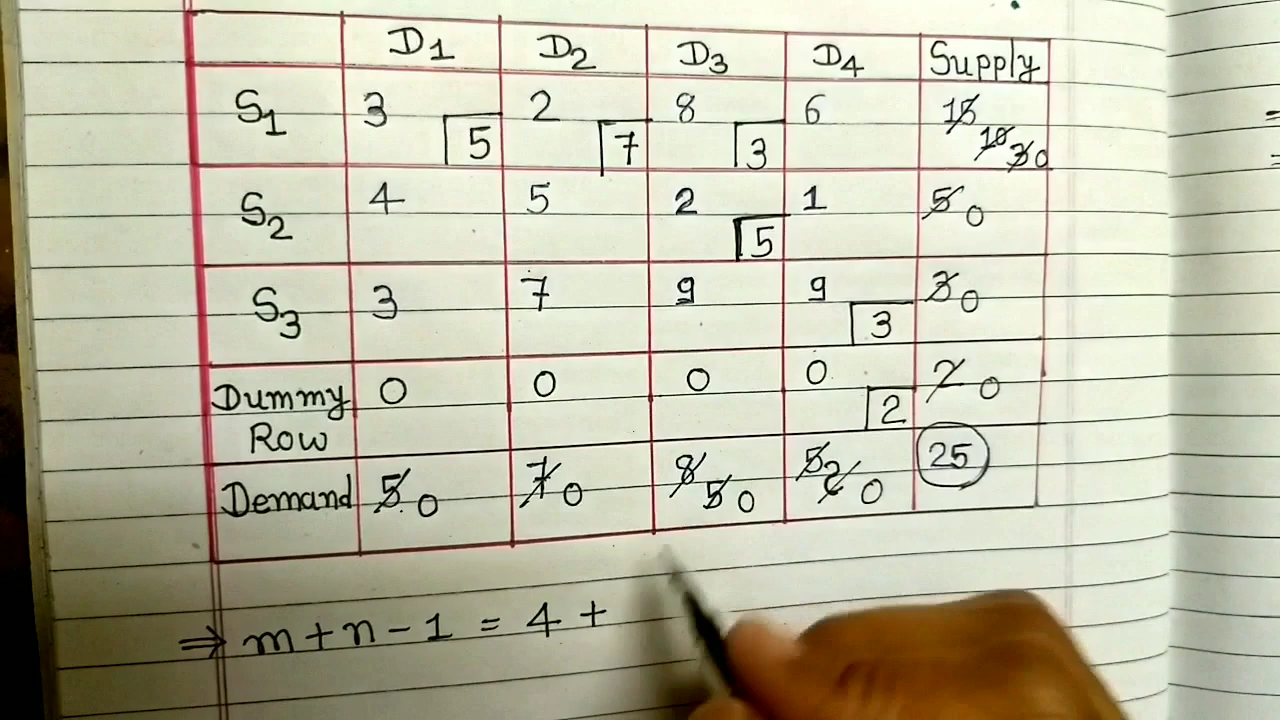 D1 D2 D3 D4 Supply
S1 3 5 2 7 8 3 6 15 10 3 0
S2 4 5 2 5 1 5 0
S3 3 7 9 9 3 3 0
Dummy Row 0 0 0 0 2 2 0
Demand 5 0 7 0 8 5 0 5 2 0 25
⇒ m+n-1 = 4 +